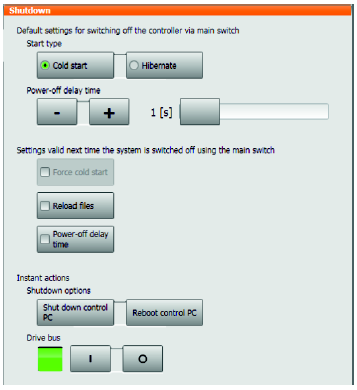 Shutdown
Default settings for switching off the controller via main switch
Start type
Cold start
Hibernate
Power-off delay time
-
+
1 [s]
Settings valid next time the system is switched off using the main switch
Force cold start
Reload files
Power-off delay
time
Instant actions
Shutdown options
Shut down control
PC
Reboot control PC
Drive bus
I
O